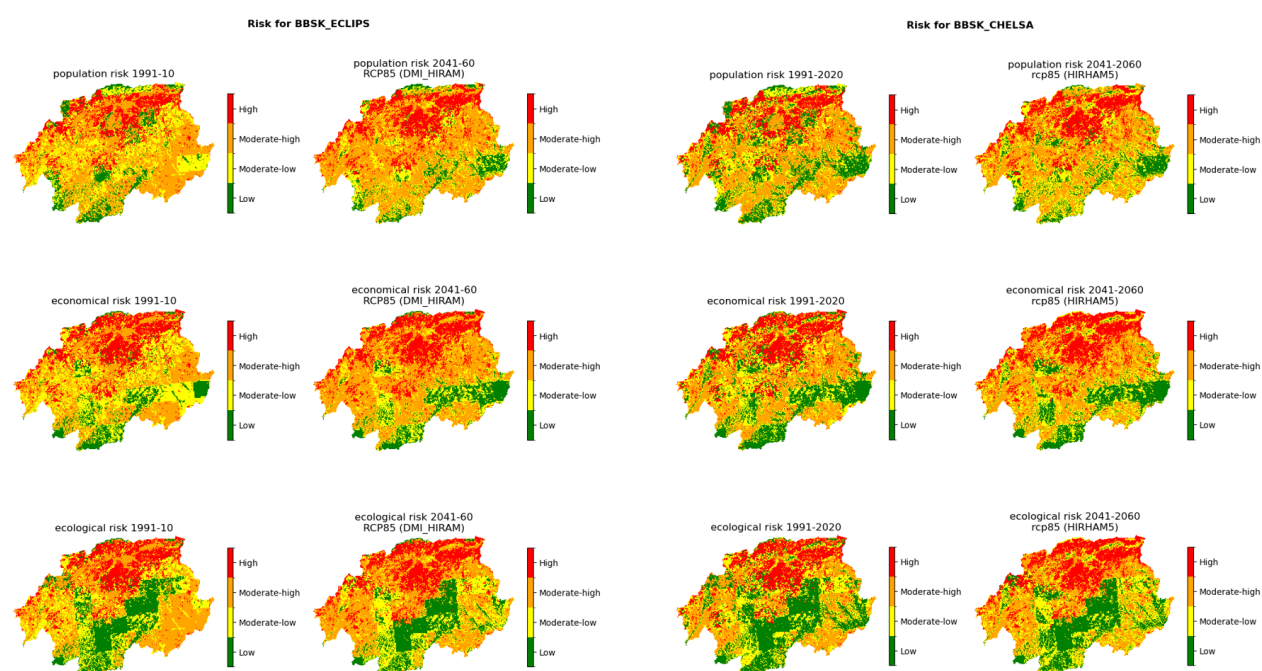 Risk for BBSK_ECLIPS
population risk 1991-10
High
Moderate-high
Moderate-low
Low
population risk 2041-60
RCP85 (DMI_HIRAM)
High
Moderate-high
Moderate-low
Low
economical risk 1991-10
High
Moderate-high
Moderate-low
Low
economical risk 2041-60
RCP85 (DMI_HIRAM)
High
Moderate-high
Moderate-low
Low
ecological risk 1991-10
High
Moderate-high
Moderate-low
Low
ecological risk 2041-60
RCP85 (DMI_HIRAM)
High
Moderate-high
Moderate-low
Low
Risk for BBSK_CHELSA
population risk 1991-2020
High
Moderate-high
Moderate-low
Low
population risk 2041-2060
rcp85 (HIRHAM5)
High
Moderate-high
Moderate-low
Low
economical risk 1991-2020
High
Moderate-high
Moderate-low
Low
economical risk 2041-2060
rcp85 (HIRHAM5)
High
Moderate-high
Moderate-low
Low
ecological risk 1991-2020
High
Moderate-high
Moderate-low
Low
ecological risk 2041-2060
rcp85 (HIRHAM5)
High
Moderate-high
Moderate-low
Low